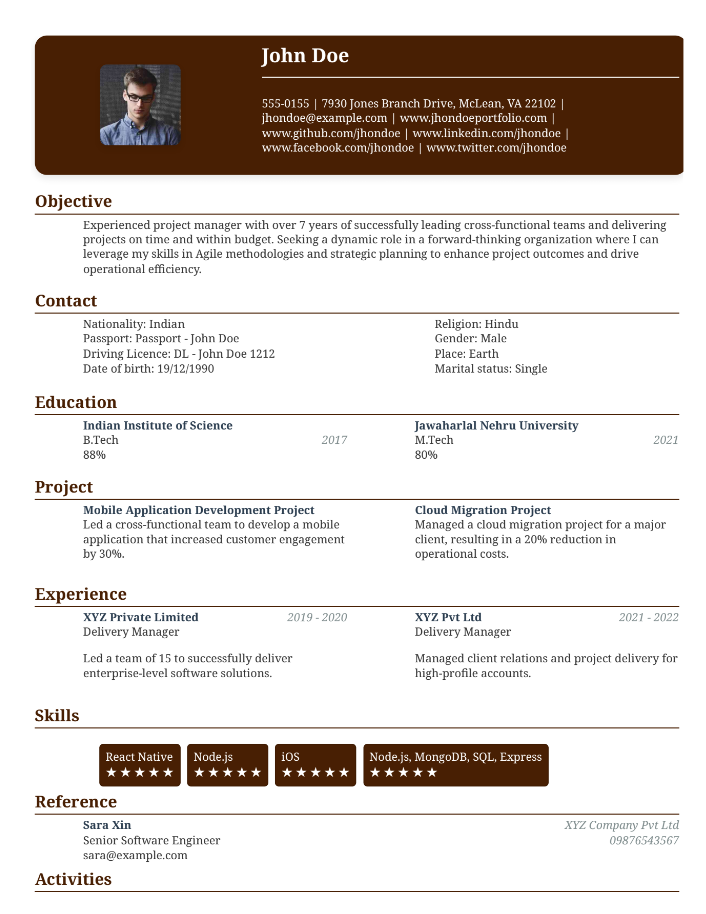 John Doe
555-0155 | 7930 Jones Branch Drive, McLean, VA 22102 |
jhondoe@example.com | www.jhondoeportfolio.com |
www.github.com/jhondoe | www.linkedin.com/jhondoe |
www.facebook.com/jhondoe | www.twitter.com/jhondoe
Objective
Experienced project manager with over 7 years of successfully leading cross-functional teams and delivering
projects on time and within budget. Seeking a dynamic role in a forward-thinking organization where I can
leverage my skills in Agile methodologies and strategic planning to enhance project outcomes and drive
operational efficiency.
Contact
Nationality: Indian
Passport: Passport - John Doe
Driving Licence: DL - John Doe 1212
Date of birth: 19/12/1990
Religion: Hindu
Gender: Male
Place: Earth
Marital status: Single
Education
Indian Institute of Science
B.Tech 2017
88%
Jawaharlal Nehru University
M.Tech 2021
80%
Project
Mobile Application Development Project
Led a cross-functional team to develop a mobile
application that increased customer engagement
by 30%.
Cloud Migration Project
Managed a cloud migration project for a major
client, resulting in a 20% reduction in
operational costs.
Experience
XYZ Private Limited 2019 - 2020
Delivery Manager
Led a team of 15 to successfully deliver
enterprise-level software solutions.
XYZ Pvt Ltd 2021 - 2022
Delivery Manager
Managed client relations and project delivery for
high-profile accounts.
Skills
React Native
★★★★★
Node.js
★★★★★
iOS
★★★★★
Node.js, MongoDB, SQL, Express
★★★★★
Reference
Sara Xin XYZ Company Pvt Ltd
Senior Software Engineer 09876543567
sara@example.com
Activities